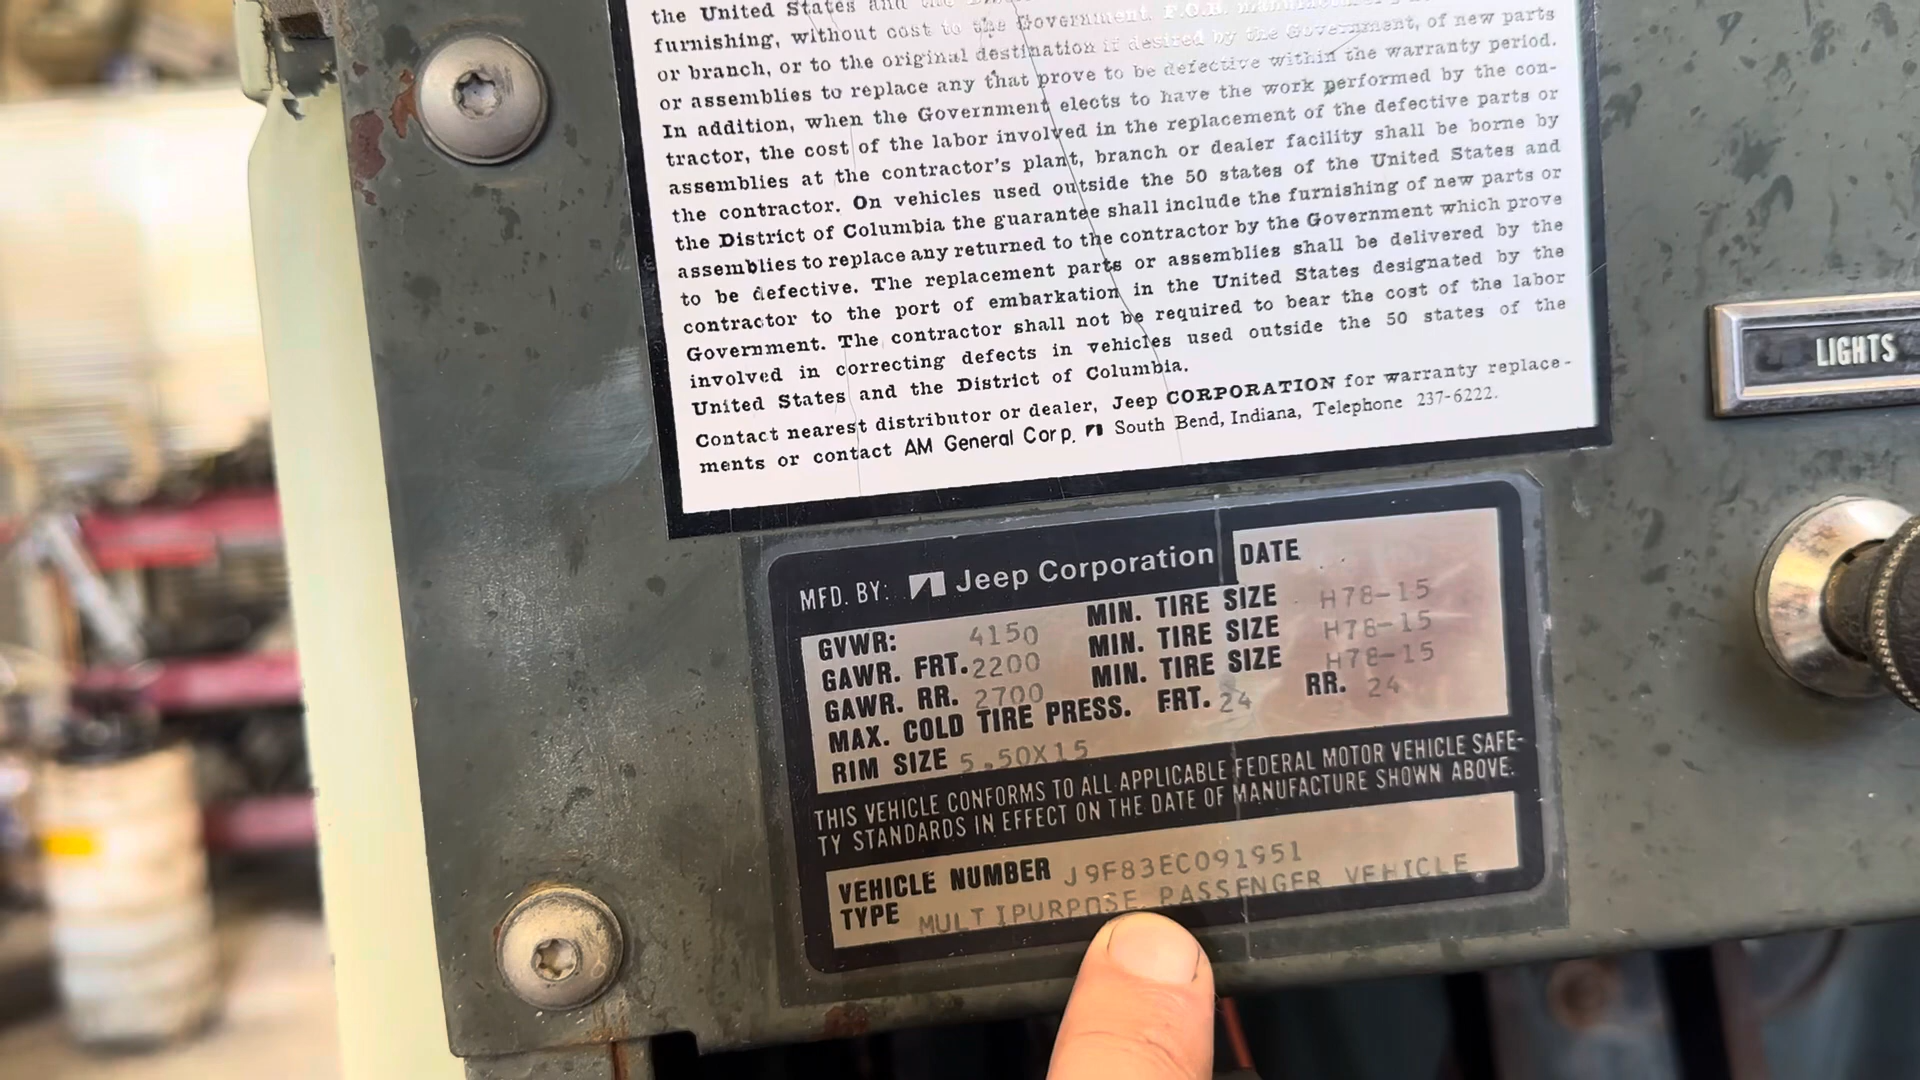 the United States and the
furnishing, without cost to the Government. F.O.B. manufacturer's
or branch, or to the original destination if desired by the Government, of new parts
or assemblies to replace any that prove to be defective within the warranty period.
In addition, when the Government elects to have the work performed by the con-
tractor, the cost of the labor involved in the replacement of the defective parts or
assemblies at the contractor's plant, branch or dealer facility shall be borne by
the contractor. On vehicles used outside the 50 states of the United States and
the District of Columbia the guarantee shall include the furnishing of new parts or
assemblies to replace any returned to the contractor by the Government which prove
to be defective. The replacement parts or assemblies shall be delivered by the
contractor to the port of embarkation in the United States designated by the
Government. The contractor shall not be required to bear the cost of the labor
involved in correcting defects in vehicles used outside the 50 states of the
United States and the District of Columbia.
Contact nearest distributor or dealer, Jeep CORPORATION for warranty replace-
ments or contact AM General Corp. South Bend, Indiana, Telephone 237-6222.
LIGHTS
MFD. BY: Jeep Corporation DATE
GVWR: 4150 MIN. TIRE SIZE H78-15
GAWR. FRT. 2200 MIN. TIRE SIZE H78-15
GAWR. RR. 2700 MIN. TIRE SIZE H78-15
MAX. COLD TIRE PRESS. FRT. 24 RR. 24
RIM SIZE 5.50X15
THIS VEHICLE CONFORMS TO ALL APPLICABLE FEDERAL MOTOR VEHICLE SAFE-
TY STANDARDS IN EFFECT ON THE DATE OF MANUFACTURE SHOWN ABOVE.
VEHICLE NUMBER J9F83EC091951
TYPE MULTIPURPOSE PASSENGER VEHICLE